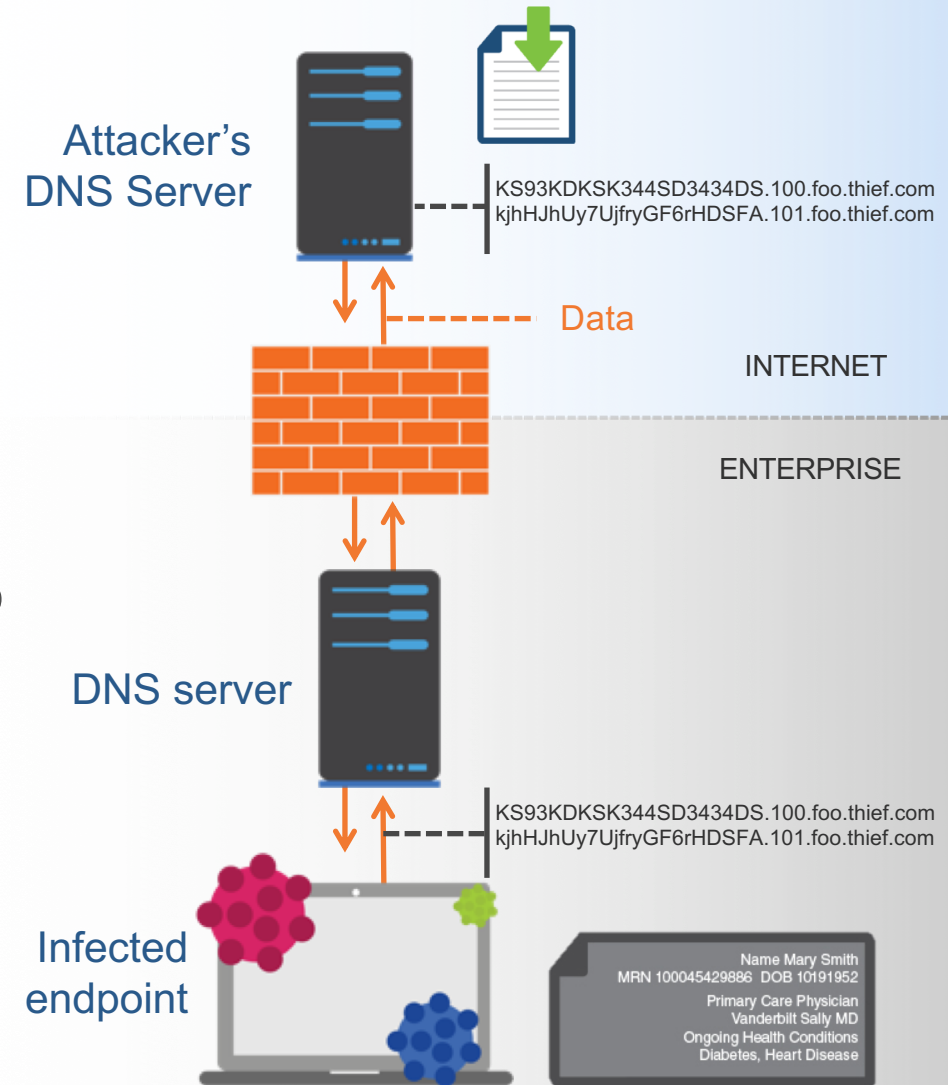 Attacker's
DNS Server
KS93KDKSK344SD3434DS.100.foo.thief.com
kjhHJhUy7UjfryGF6rHDSFA.101.foo.thief.com
Data
INTERNET
ENTERPRISE
)
DNS server
KS93KDKSK344SD3434DS.100.foo.thief.com
kjhHJhUy7UjfryGF6rHDSFA.101.foo.thief.com
Infected
endpoint
Name Mary Smith
MRN 100045429886 DOB 10191952
Primary Care Physician
Vanderbilt Sally MD
Ongoing Health Conditions
Diabetes, Heart Disease